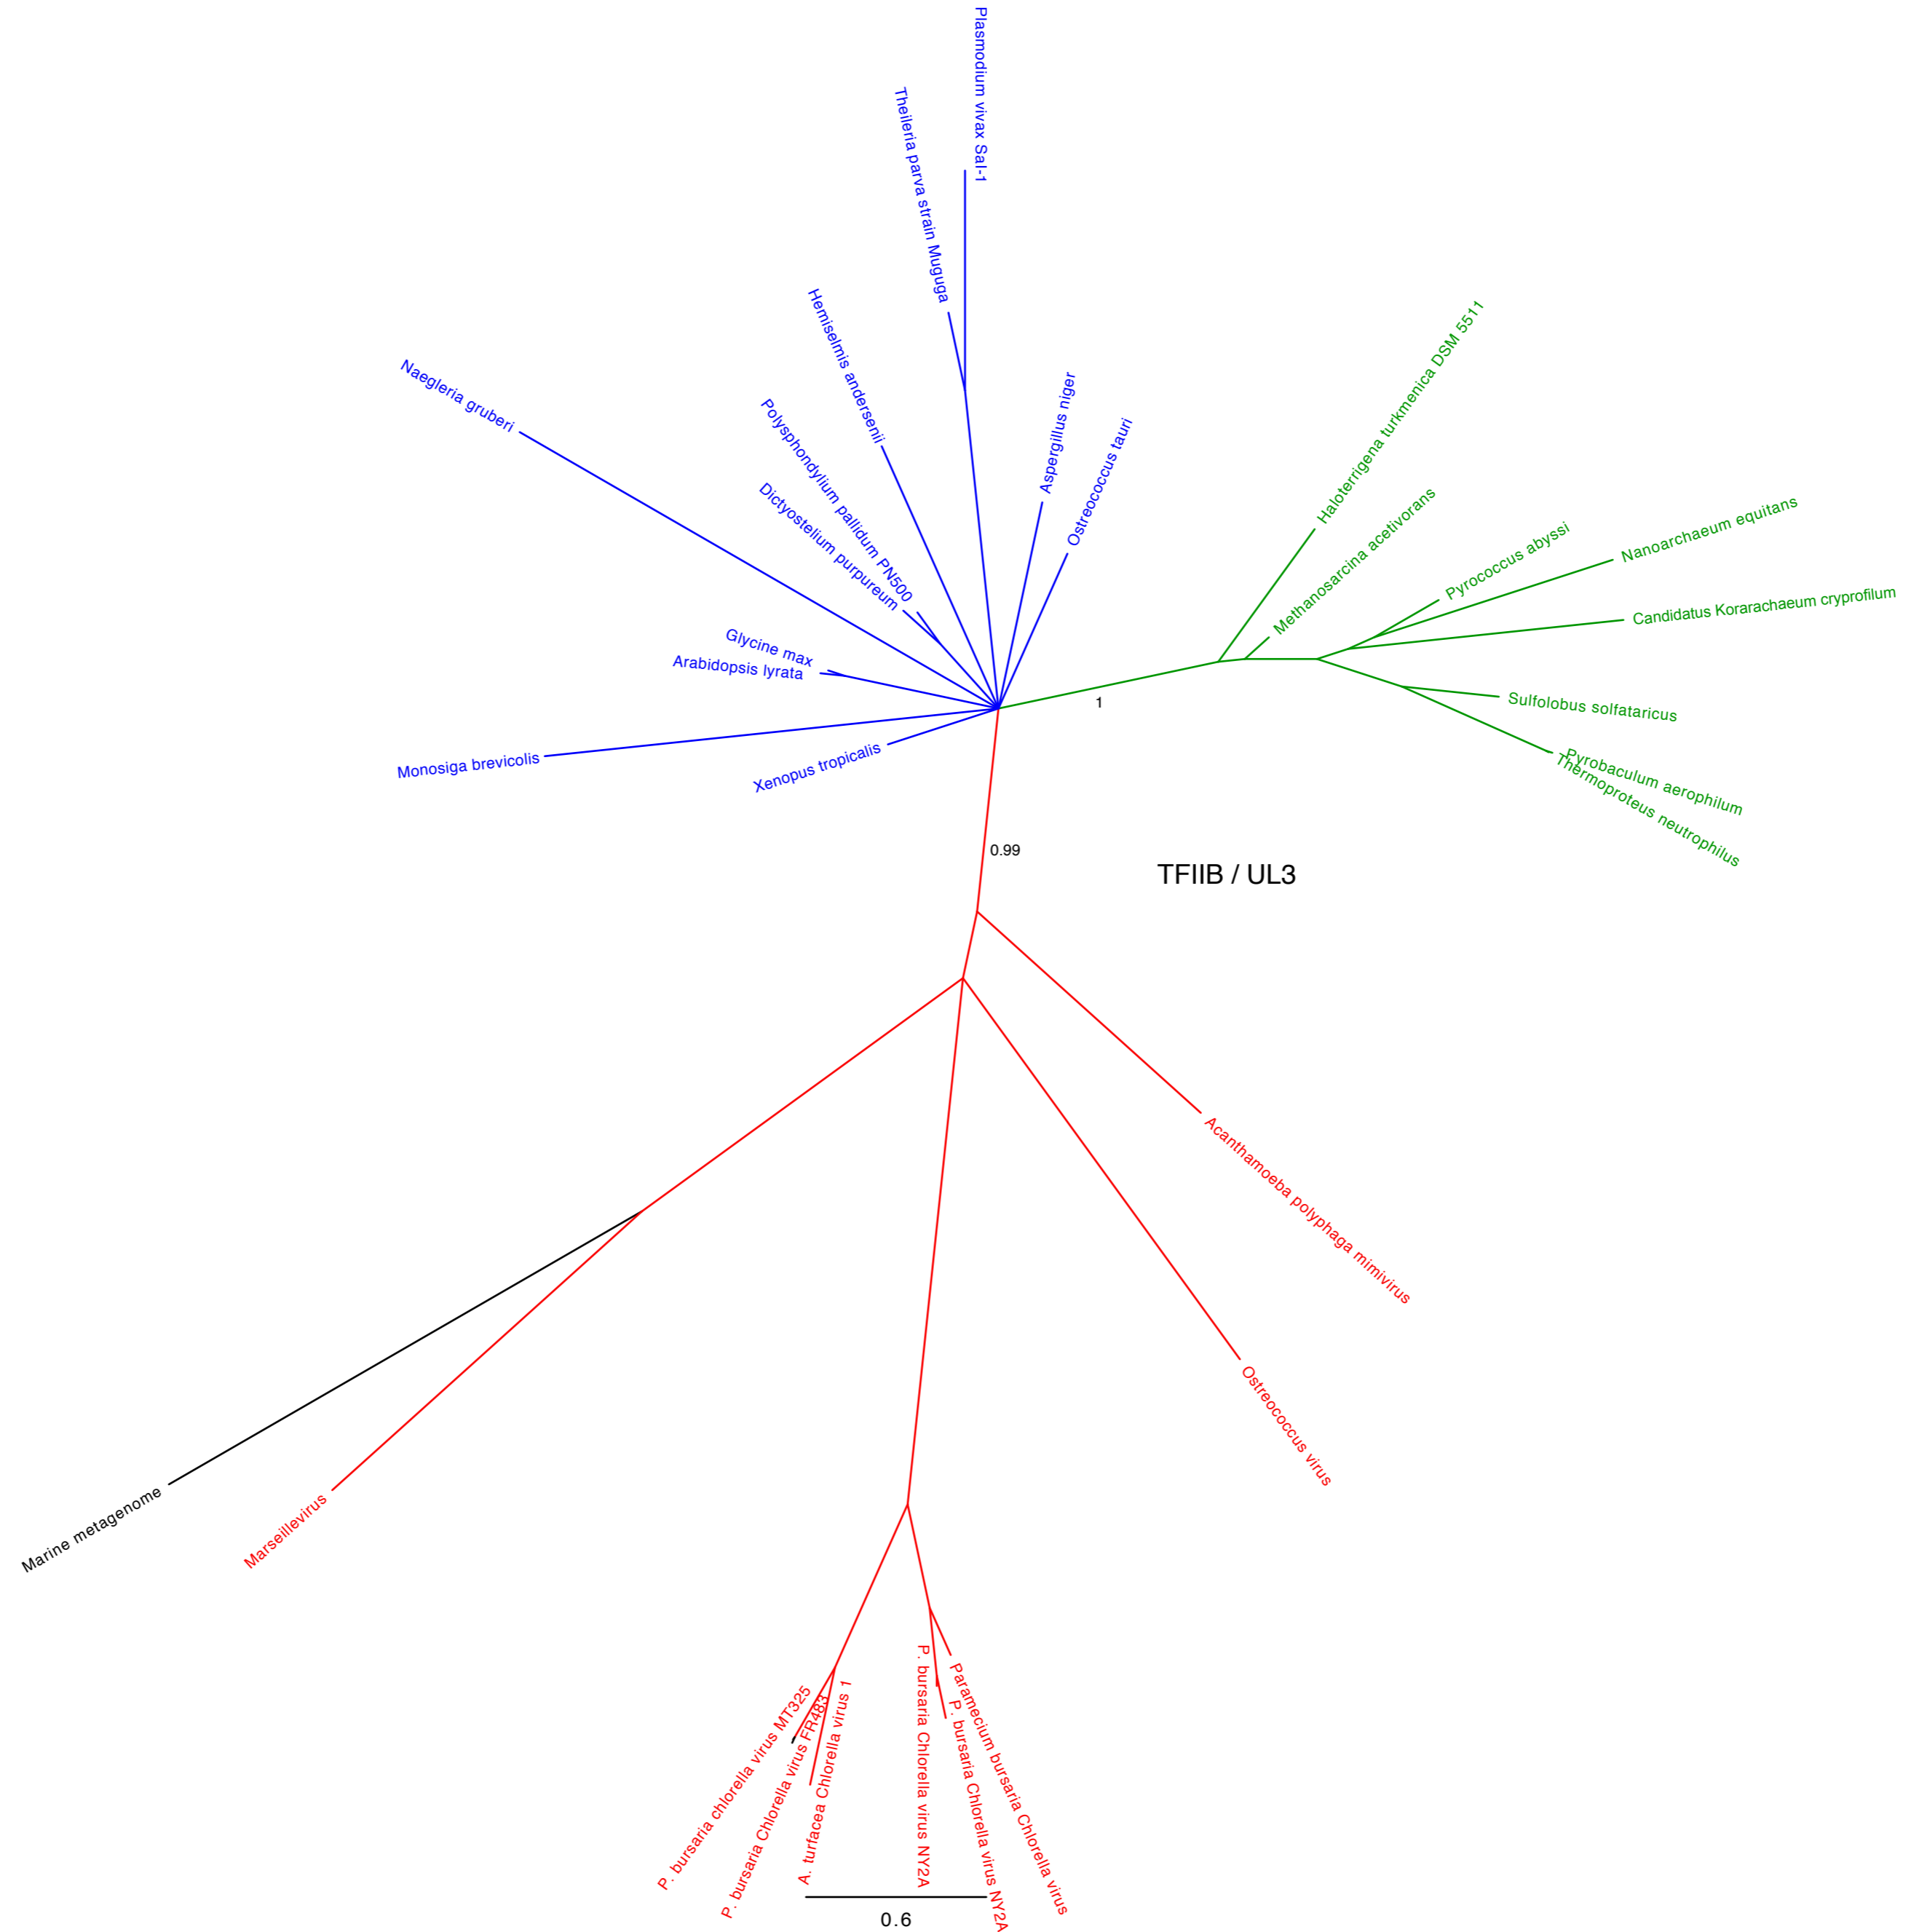 Plasmodium vivax SaI-1
Theileria parva strain Muguga
Hemiselmis andersenii
Naegleria gruberi
Polysphondylium pallidum PN500
Dictyostelium purpureum
Aspergillus niger
Ostreococcus tauri
Glycine max
Arabidopsis lyrata
Monosiga brevicolis
Xenopus tropicalis
Haloterrigena turkmenica DSM 5511
Methanosarcina acetivorans
Pyrococcus abyssi
Nanoarchaeum equitans
Candidatus Korarachaeum cryprofilum
Sulfolobus solfataricus
Pyrobaculum aerophilum
Thermoproteus neutrophilus
1
0.99
TFIIB / UL3
Acanthamoeba polyphaga mimivirus
Ostreococcus virus
Marine metagenome
Marseillevirus
P. bursaria chlorella virus MT325
P. bursaria Chlorella virus FR483
A. turfacea Chlorella virus 1
P. bursaria Chlorella virus NY2A
P. bursaria Chlorella virus NY2A
Paramecium bursaria Chlorella virus
0.6